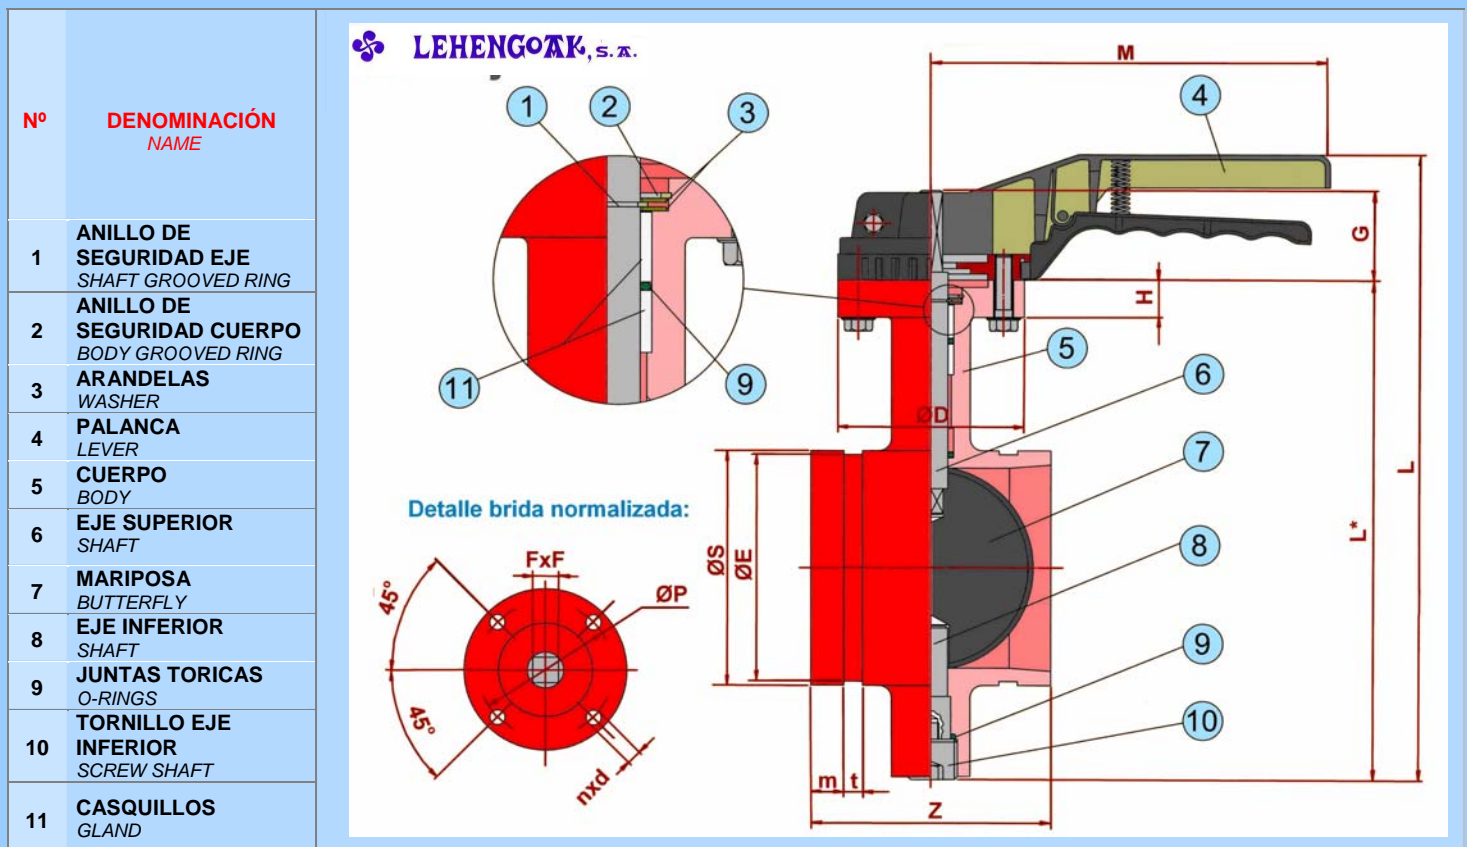 Nº
DENOMINACIÓN
NAME
1
ANILLO DE
SEGURIDAD EJE
SHAFT GROOVED RING
2
ANILLO DE
SEGURIDAD CUERPO
BODY GROOVED RING
3
ARANDELAS
WASHER
4
PALANCA
LEVER
5
CUERPO
BODY
6
EJE SUPERIOR
SHAFT
7
MARIPOSA
BUTTERFLY
8
EJE INFERIOR
SHAFT
9
JUNTAS TORICAS
O-RINGS
10
TORNILLO EJE
INFERIOR
SCREW SHAFT
11
CASQUILLOS
GLAND
LEHENGOAK, S.A.
M
1
2
3
4
G
H
5
11
9
6
ØD
7
L
Detalle brida normalizada:
L*
8
ØS
ØE
FxF
ØP
45°
9
45°
10
nxd
m
t
Z